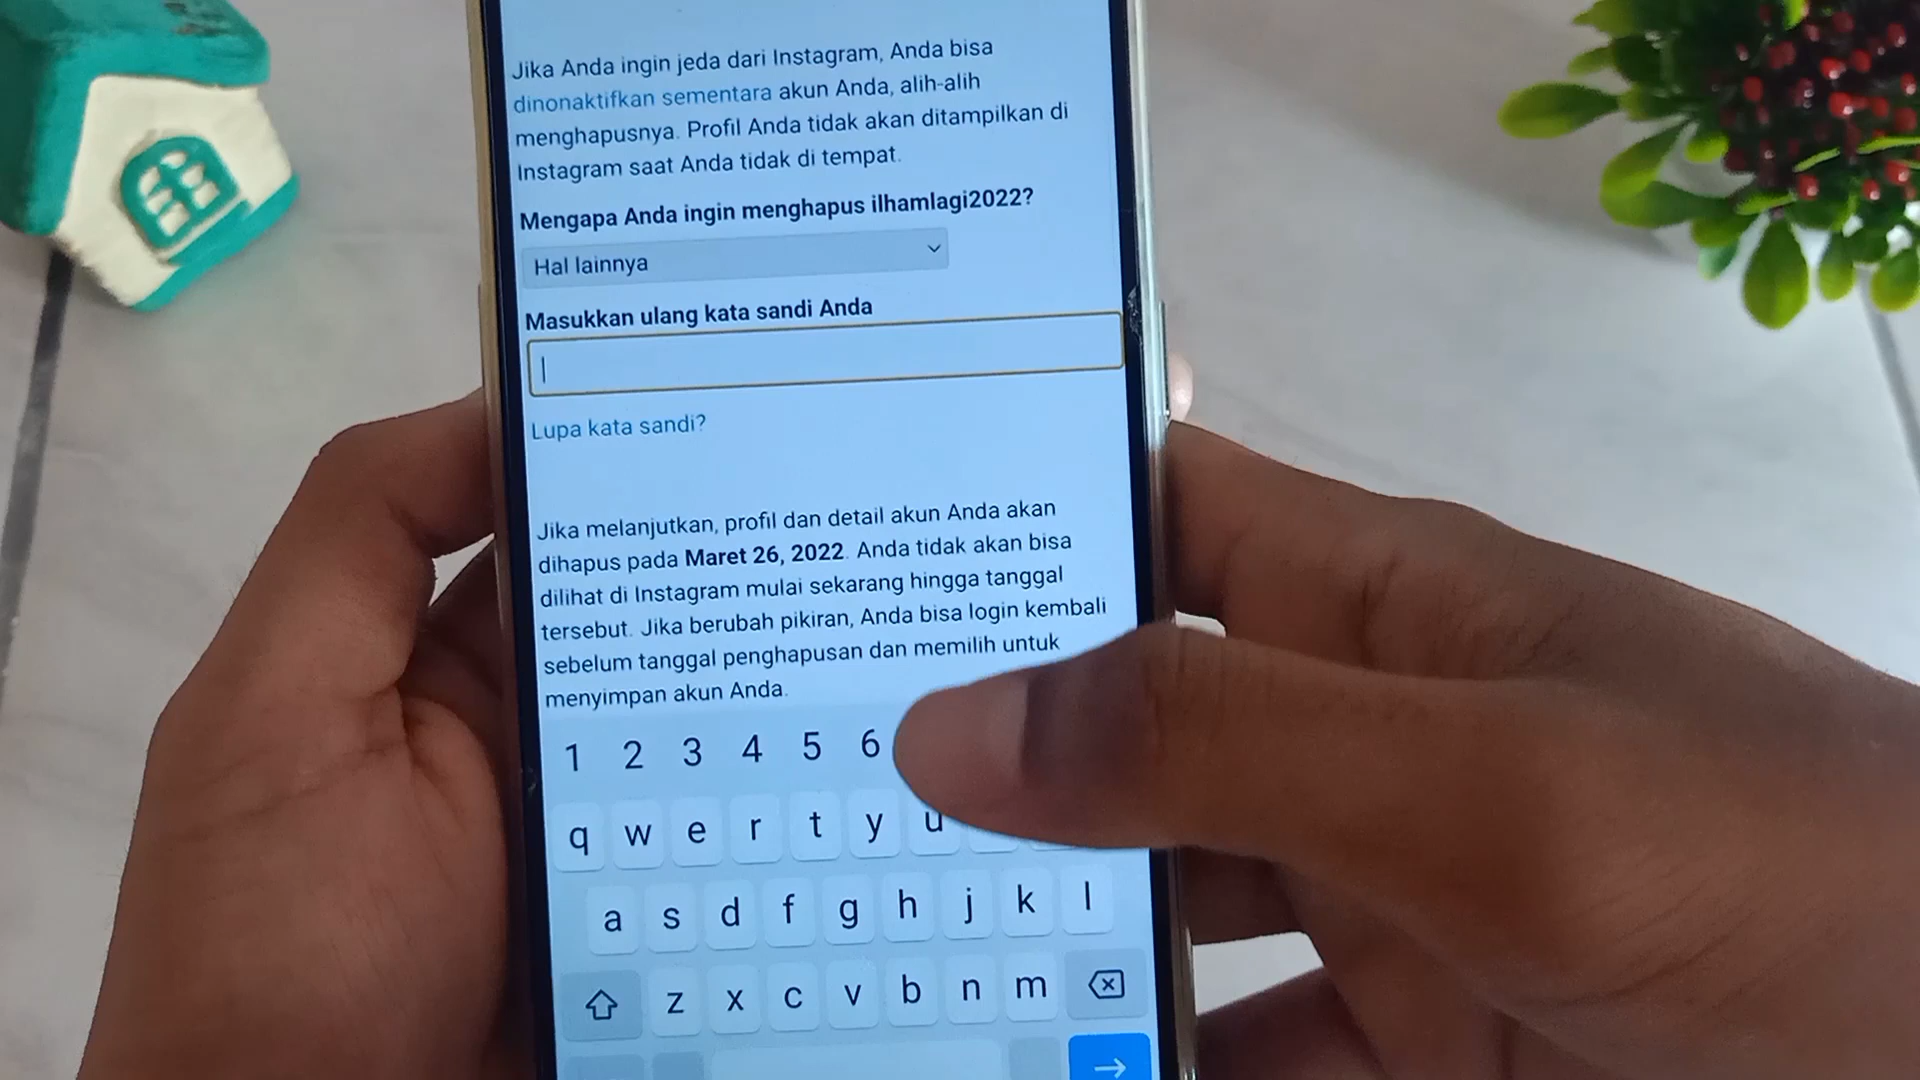 Jika Anda ingin jeda dari Instagram, Anda bisa
dinonaktifkan sementara akun Anda, alih-alih
menghapusnya. Profil Anda tidak akan ditampilkan di
Instagram saat Anda tidak di tempat.
Mengapa Anda ingin menghapus ilhamlagi2022?
Hal lainnya
Masukkan ulang kata sandi Anda
Lupa kata sandi?
Jika melanjutkan, profil dan detail akun Anda akan
dihapus pada Maret 26, 2022. Anda tidak akan bisa
dilihat di Instagram mulai sekarang hingga tanggal
tersebut. Jika berubah pikiran, Anda bisa login kembali
sebelum tanggal penghapusan dan memilih untuk
menyimpan akun Anda.
1 2 3 4 5 6
q w e r t y u
a s d f g h j k l
z x c v b n m